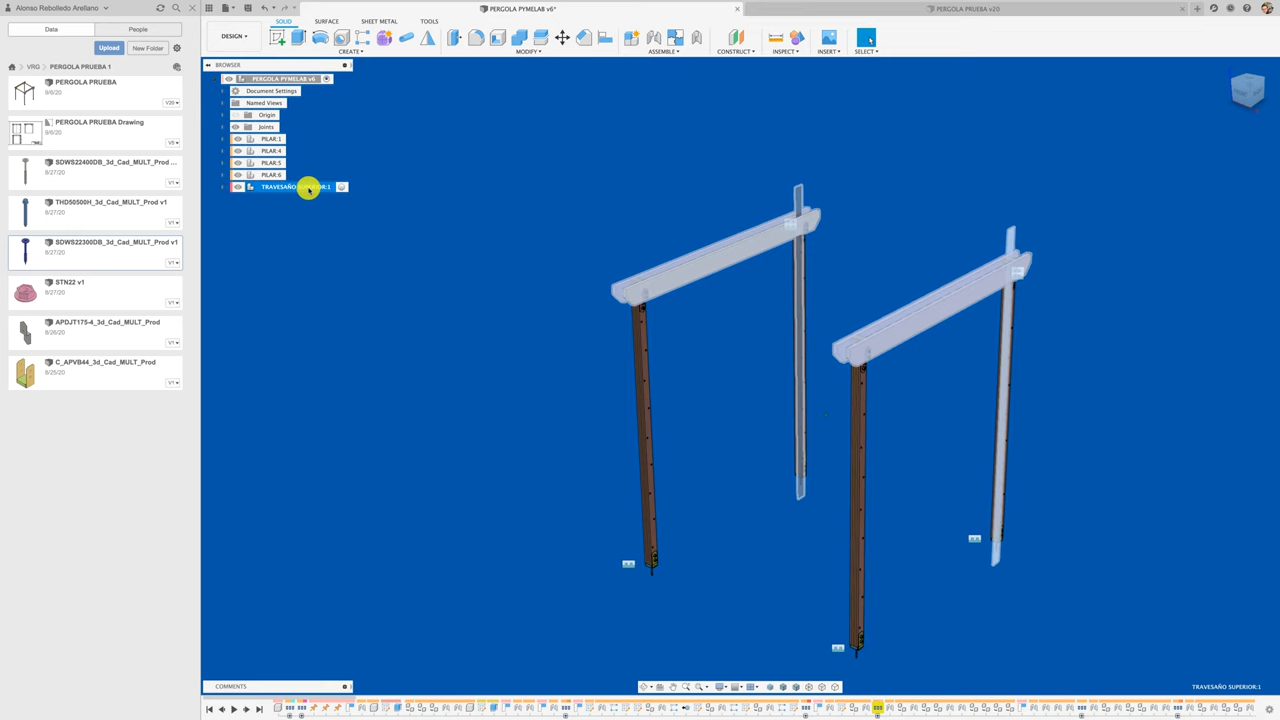 Alonso Rebolledo Arellano
PERGOLA PYMELAB v6*
PERGOLA PRUEBA v20
Data
People
Upload
New Folder
VRG
PERGOLA PRUEBA 1
PERGOLA PRUEBA
9/6/20
V20
PERGOLA PRUEBA Drawing
9/6/20
V5
SDWS22400DB_3d_Cad_MULT_Prod ...
8/27/20
V1
THD50500H_3d_Cad_MULT_Prod v1
8/27/20
V1
SDWS22300DB_3d_Cad_MULT_Prod v1
8/27/20
V1
STN22 v1
8/27/20
V1
APDJT175-4_3d_Cad_MULT_Prod
8/26/20
V1
C_APVB44_3d_Cad_MULT_Prod
8/25/20
V1
DESIGN
SOLID
SURFACE
SHEET METAL
TOOLS
CREATE
MODIFY
ASSEMBLE
CONSTRUCT
INSPECT
INSERT
SELECT
BROWSER
PERGOLA PYMELAB v6
Document Settings
Named Views
Origin
Joints
PILAR:1
PILAR:4
PILAR:5
PILAR:6
TRAVESAÑO SUPERIOR:1
COMMENTS
TRAVESAÑO SUPERIOR:1